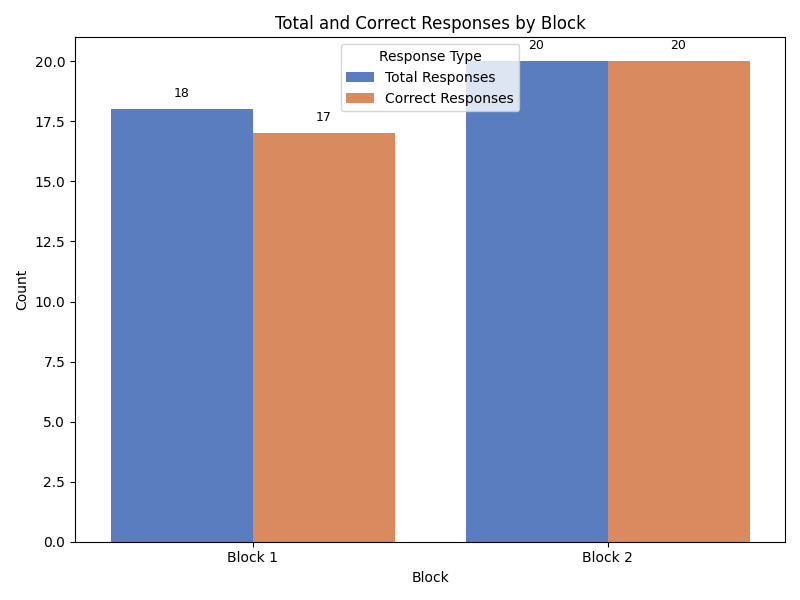 Total and Correct Responses by Block
Response Type
Total Responses
Correct Responses
18
17
20
20
20.0
17.5
15.0
12.5
10.0
7.5
5.0
2.5
0.0
Count
Block 1
Block 2
Block